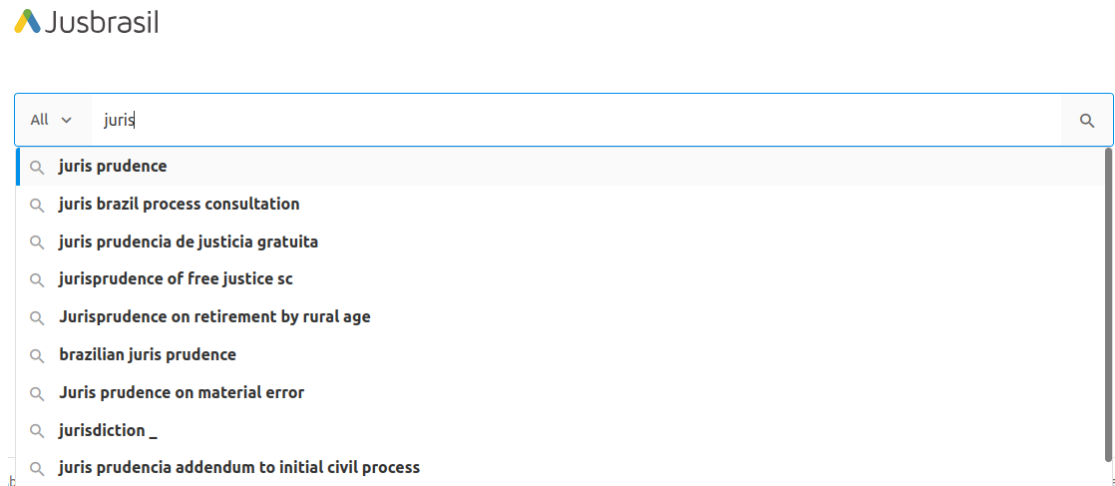 Jusbrasil
All juris
juris prudence
juris brazil process consultation
juris prudencia de justicia gratuita
jurisprudence of free justice sc
Jurisprudence on retirement by rural age
brazilian juris prudence
Juris prudence on material error
jurisdiction _
juris prudencia addendum to initial civil process